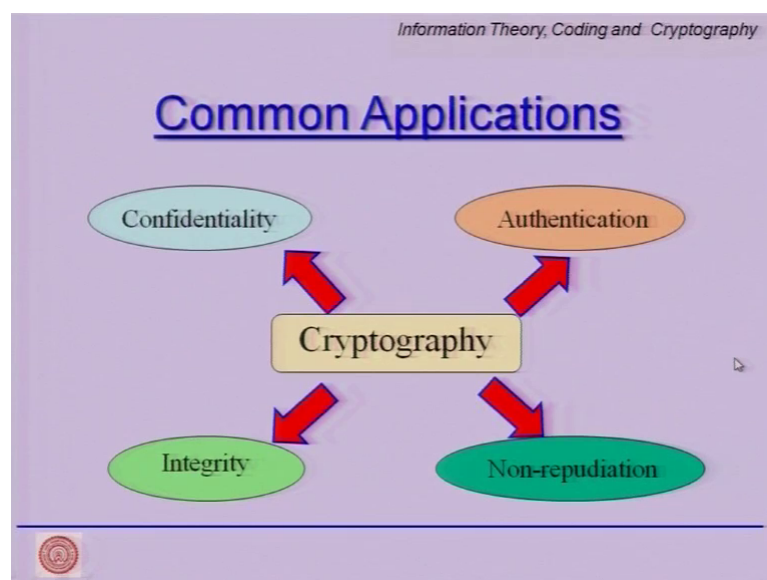 Information Theory, Coding and Cryptography
Common Applications
Confidentiality
Authentication
Cryptography
Integrity
Non-repudiation